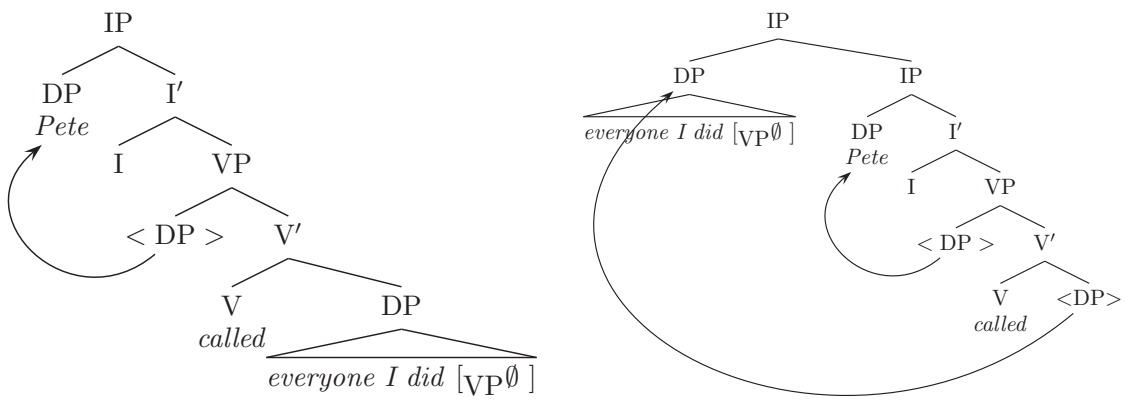 IP
DP I′
Pete
I VP
< DP > V′
V DP
called
everyone I did [VP∅ ]
IP
DP IP
everyone I did [VP∅ ]
DP I′
Pete
I VP
< DP > V′
V <DP>
called